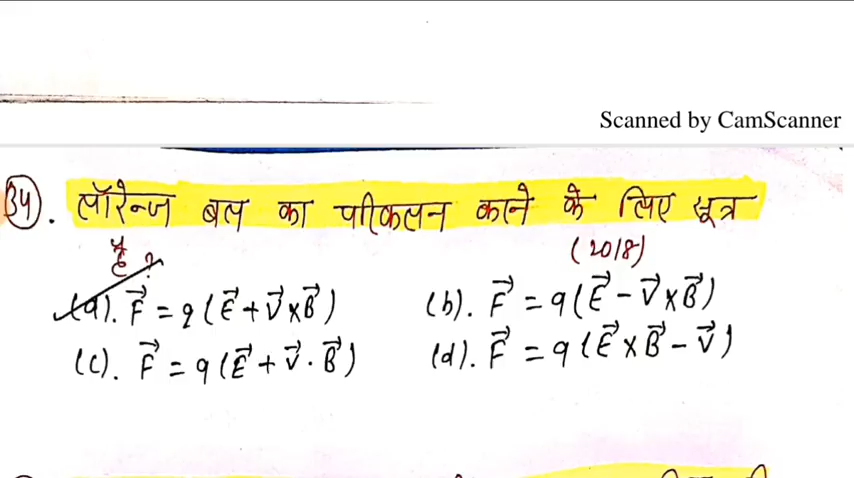 Scanned by CamScanner
34. लॉरेन्ज बल का परिकलन करने के लिए सूत्र
है ? (2018)
(a). F⃗ = q(E⃗ + V⃗ × B⃗) (b). F⃗ = q(E⃗ - V⃗ × B⃗)
(c). F⃗ = q(E⃗ + V⃗ · B⃗) (d). F⃗ = q(E⃗ × B⃗ - V⃗)